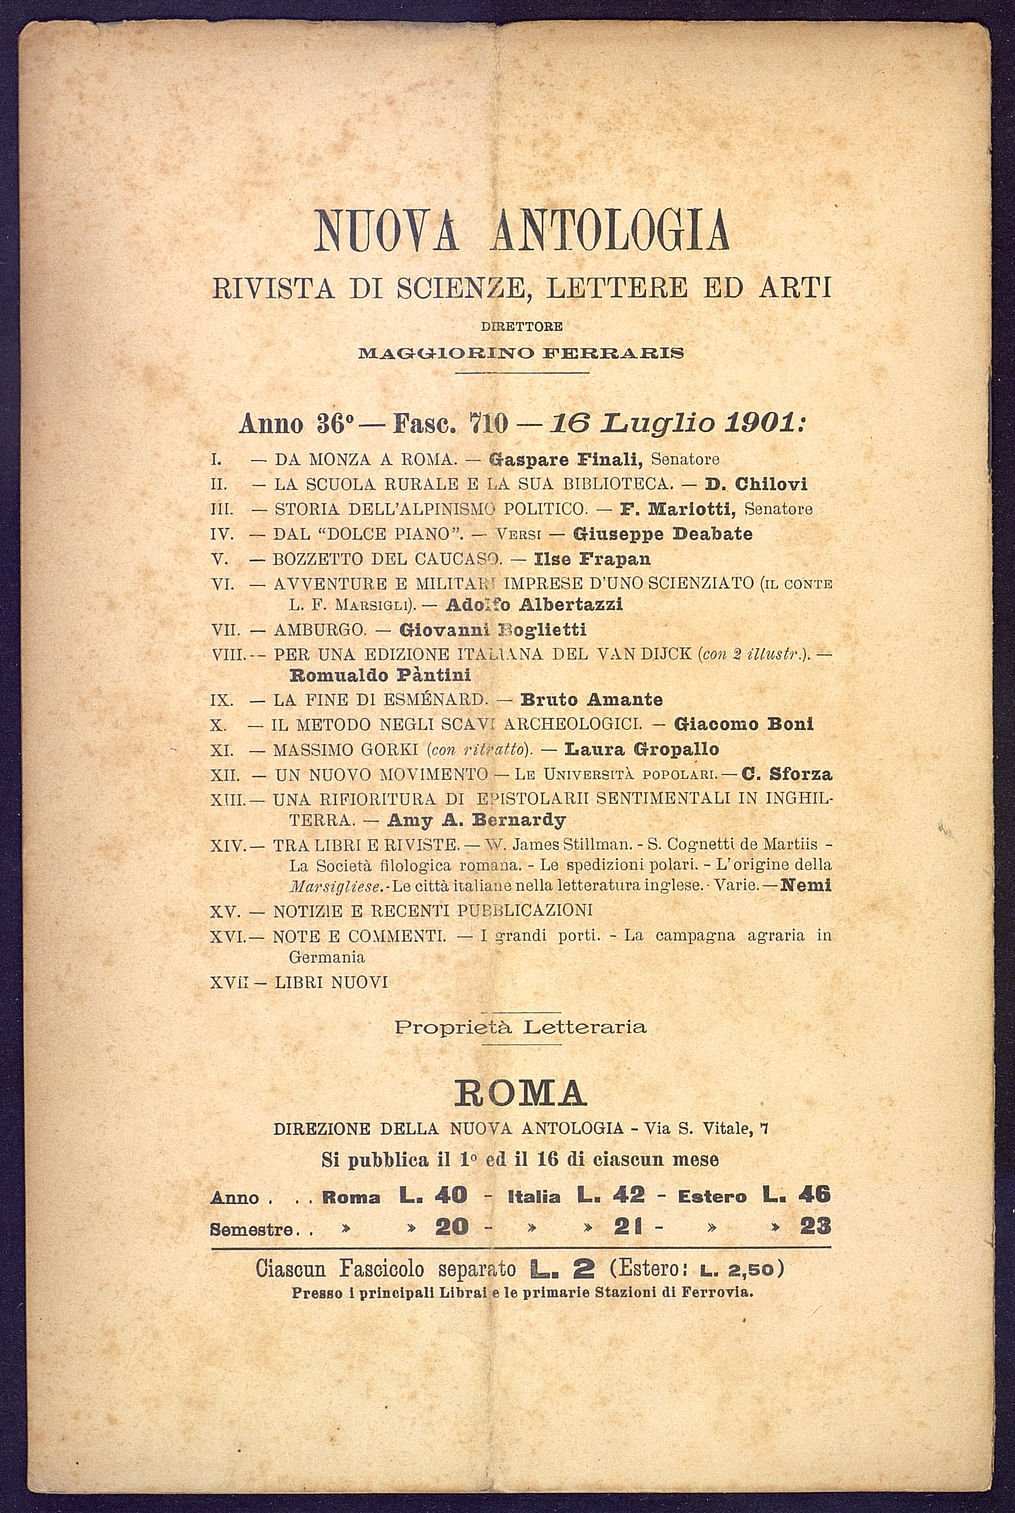 NUOVA ANTOLOGIA
RIVISTA DI SCIENZE, LETTERE ED ARTI
DIRETTORE
MAGGIORINO FERRARIS
Anno 36º — Fasc. 710 — 16 Luglio 1901:
I. — DA MONZA A ROMA. — Gaspare Finali, Senatore
II. — LA SCUOLA RURALE E LA SUA BIBLIOTECA. — D. Chilovi
III. — STORIA DELL'ALPINISMO POLITICO. — F. Mariotti, Senatore
IV. — DAL “DOLCE PIANO”. — VERSI — Giuseppe Deabate
V. — BOZZETTO DEL CAUCASO. — Ilse Frapan
VI. — AVVENTURE E MILITARI IMPRESE D'UNO SCIENZIATO (IL CONTE
L. F. MARSIGLI). — Adolfo Albertazzi
VII. — AMBURGO. — Giovanni Boglietti
VIII.-- PER UNA EDIZIONE ITALIANA DEL VAN DIJCK (con 2 illustr.). —
Romualdo Pàntini
IX. — LA FINE DI ESMÉNARD. — Bruto Amante
X. — IL METODO NEGLI SCAVI ARCHEOLOGICI. — Giacomo Boni
XI. — MASSIMO GORKI (con ritratto). — Laura Gropallo
XII. — UN NUOVO MOVIMENTO — LE UNIVERSITÀ POPOLARI. — C. Sforza
XIII. — UNA RIFIORITURA DI EPISTOLARII SENTIMENTALI IN INGHIL-
TERRA. — Amy A. Bernardy
XIV. — TRA LIBRI E RIVISTE. — W. James Stillman. - S. Cognetti de Martiis -
La Società filologica romana. - Le spedizioni polari. - L'origine della
Marsigliese. - Le città italiane nella letteratura inglese. - Varie. — Nemi
XV. — NOTIZIE E RECENTI PUBBLICAZIONI
XVI. — NOTE E COMMENTI. — I grandi porti. - La campagna agraria in
Germania
XVII — LIBRI NUOVI
Proprietà Letteraria
ROMA
DIREZIONE DELLA NUOVA ANTOLOGIA - Via S. Vitale, 7
Si pubblica il 1º ed il 16 di ciascun mese
Anno . . . Roma L. 40 - Italia L. 42 - Estero L. 46
Semestre. . » » 20 - » » 21 - » » 23
Ciascun Fascicolo separato L. 2 (Estero: L. 2,50)
Presso i principali Librai e le primarie Stazioni di Ferrovia.